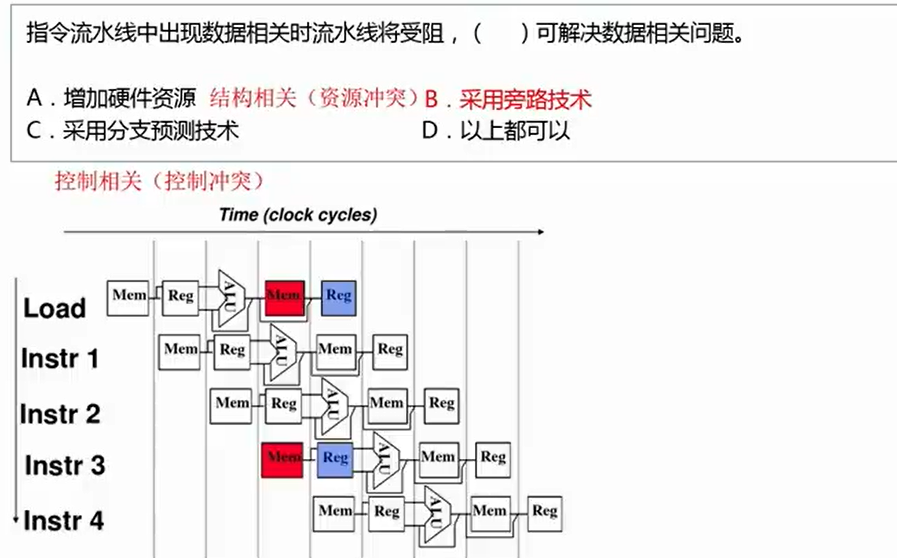 指令流水线中出现数据相关时流水线将受阻，（ ）可解决数据相关问题。
A．增加硬件资源 结构相关（资源冲突） B．采用旁路技术
C．采用分支预测技术 D．以上都可以
控制相关（控制冲突）
Time (clock cycles)
Load Mem Reg ALU Mem Reg
Instr 1 Mem Reg ALU Mem Reg
Instr 2 Mem Reg ALU Mem Reg
Instr 3 Mem Reg ALU Mem Reg
Instr 4 Mem Reg ALU Mem Reg